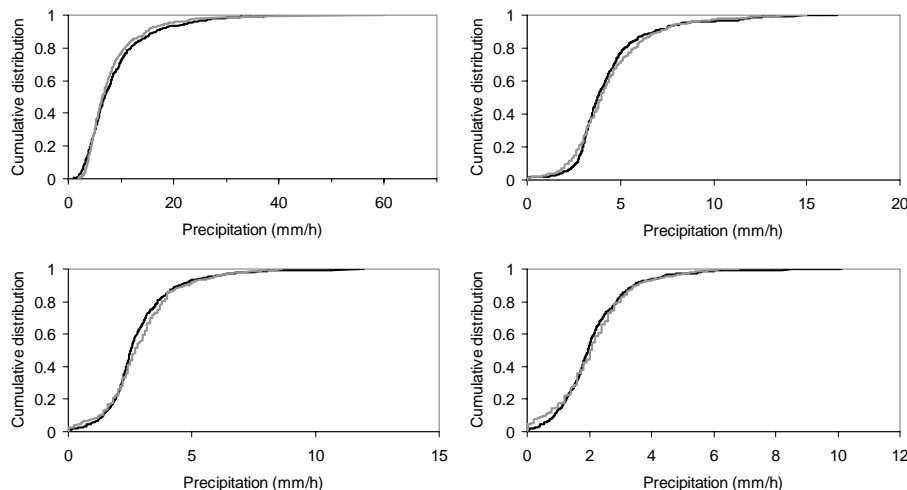 1
0.8
0.6
0.4
0.2
0
Cumulative distribution
0 20 40 60
Precipitation (mm/h)
1
0.8
0.6
0.4
0.2
0
Cumulative distribution
0 5 10 15 20
Precipitation (mm/h)
1
0.8
0.6
0.4
0.2
0
Cumulative distribution
0 5 10 15
Precipitation (mm/h)
1
0.8
0.6
0.4
0.2
0
Cumulative distribution
0 2 4 6 8 10 12
Precipitation (mm/h)